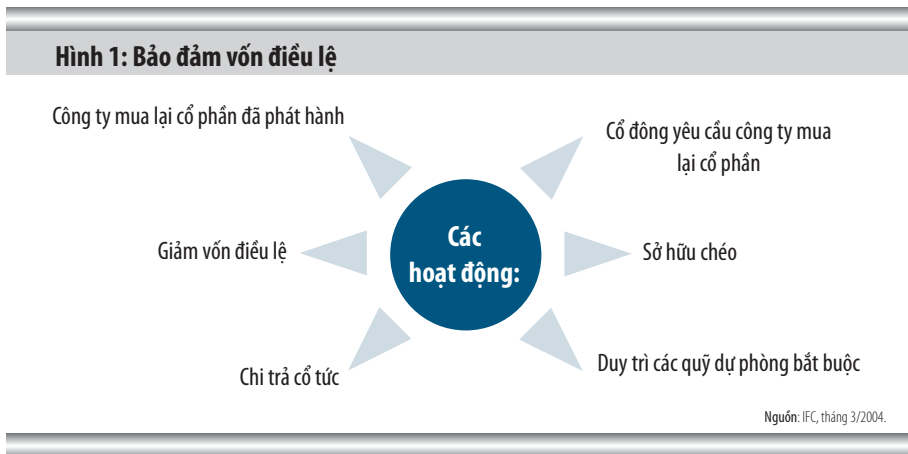 Hình 1: Bảo đảm vốn điều lệ
Công ty mua lại cổ phần đã phát hành
Cổ đông yêu cầu công ty mua
lại cổ phần
Các
hoạt động:
Giảm vốn điều lệ
Sở hữu chéo
Chi trả cổ tức
Duy trì các quỹ dự phòng bắt buộc
Nguồn: IFC, tháng 3/2004.